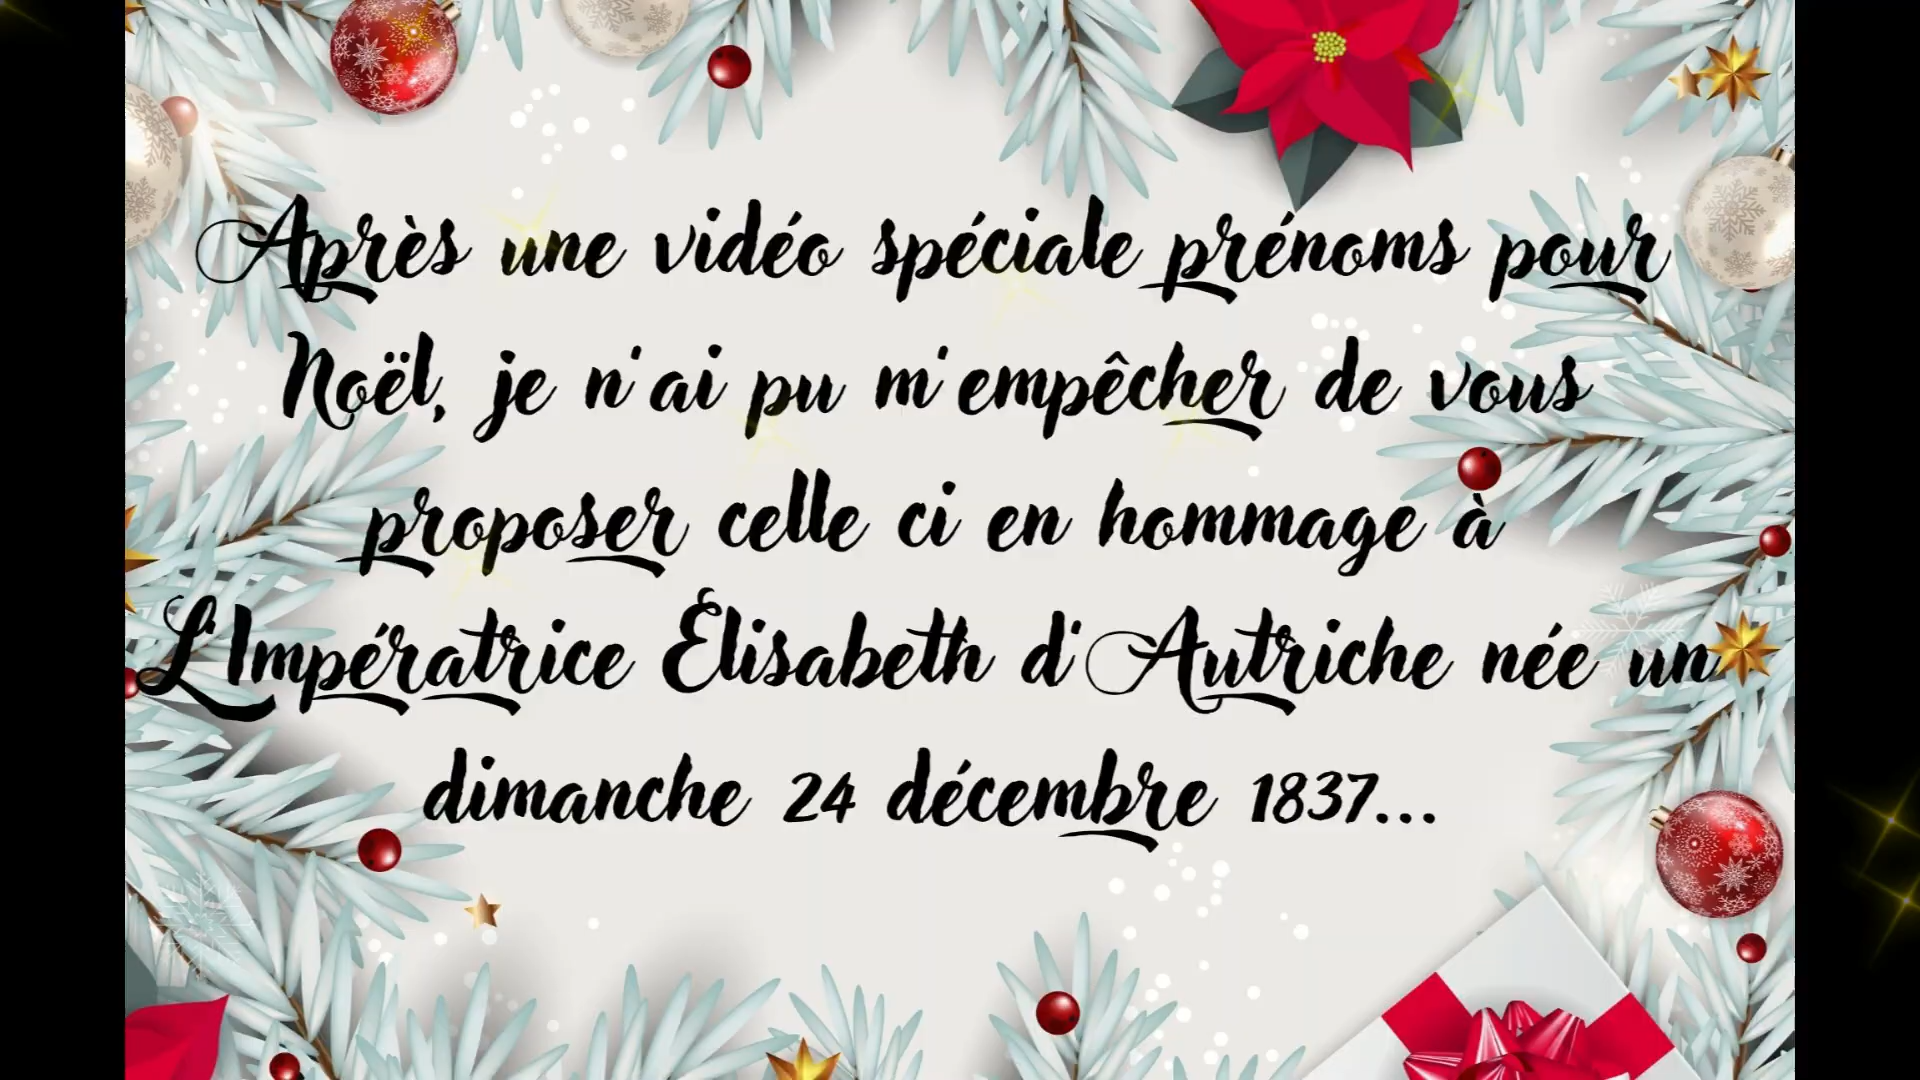 Après une vidéo spéciale prénoms pour
Noël, je n'ai pu m'empêcher de vous
proposer celle ci en hommage à
L'Impératrice Élisabeth d'Autriche née un
dimanche 24 décembre 1837...